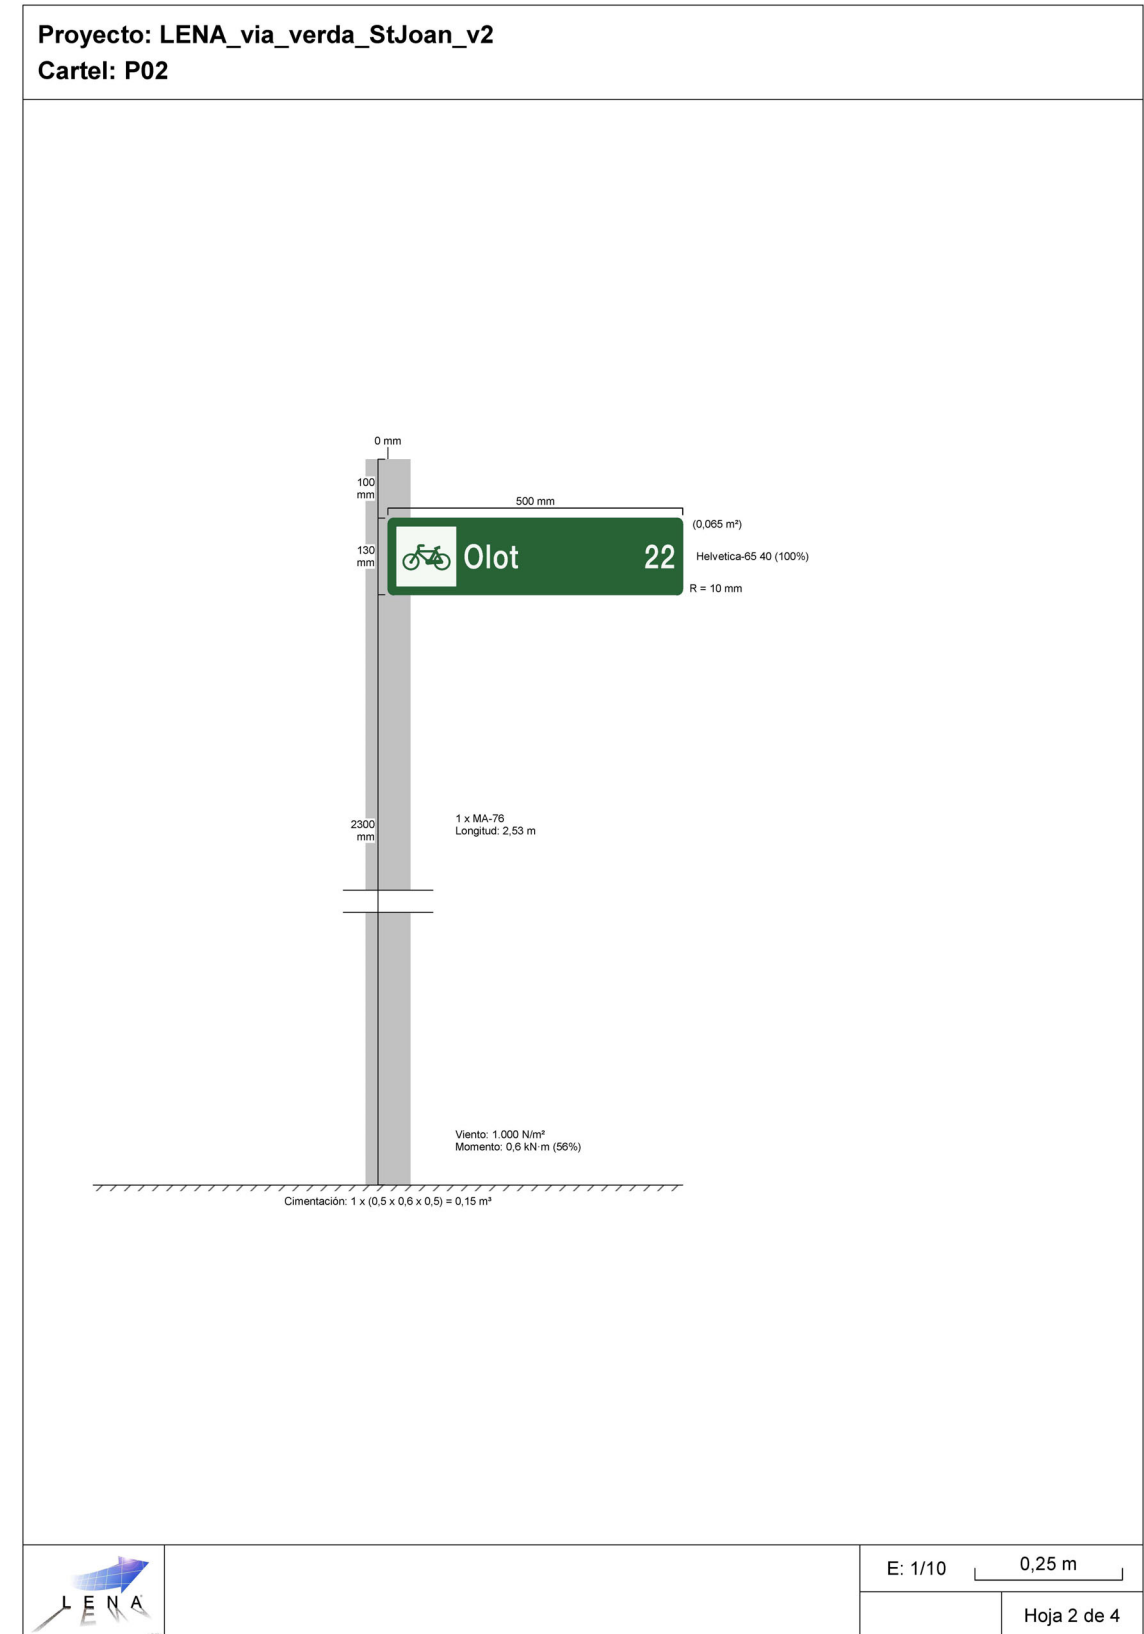 Proyecto: LENA_via_verda_StJoan_v2
Cartel: P02
0 mm
100
mm
500 mm
(0,065 m²)
130
mm
Olot 22
Helvetica-65 40 (100%)
R = 10 mm
2300
mm
1 x MA-76
Longitud: 2,53 m
Viento: 1.000 N/m²
Momento: 0,6 kN·m (56%)
Cimentación: 1 x (0,5 x 0,6 x 0,5) = 0,15 m³
LENA
E: 1/10
0,25 m
Hoja 2 de 4